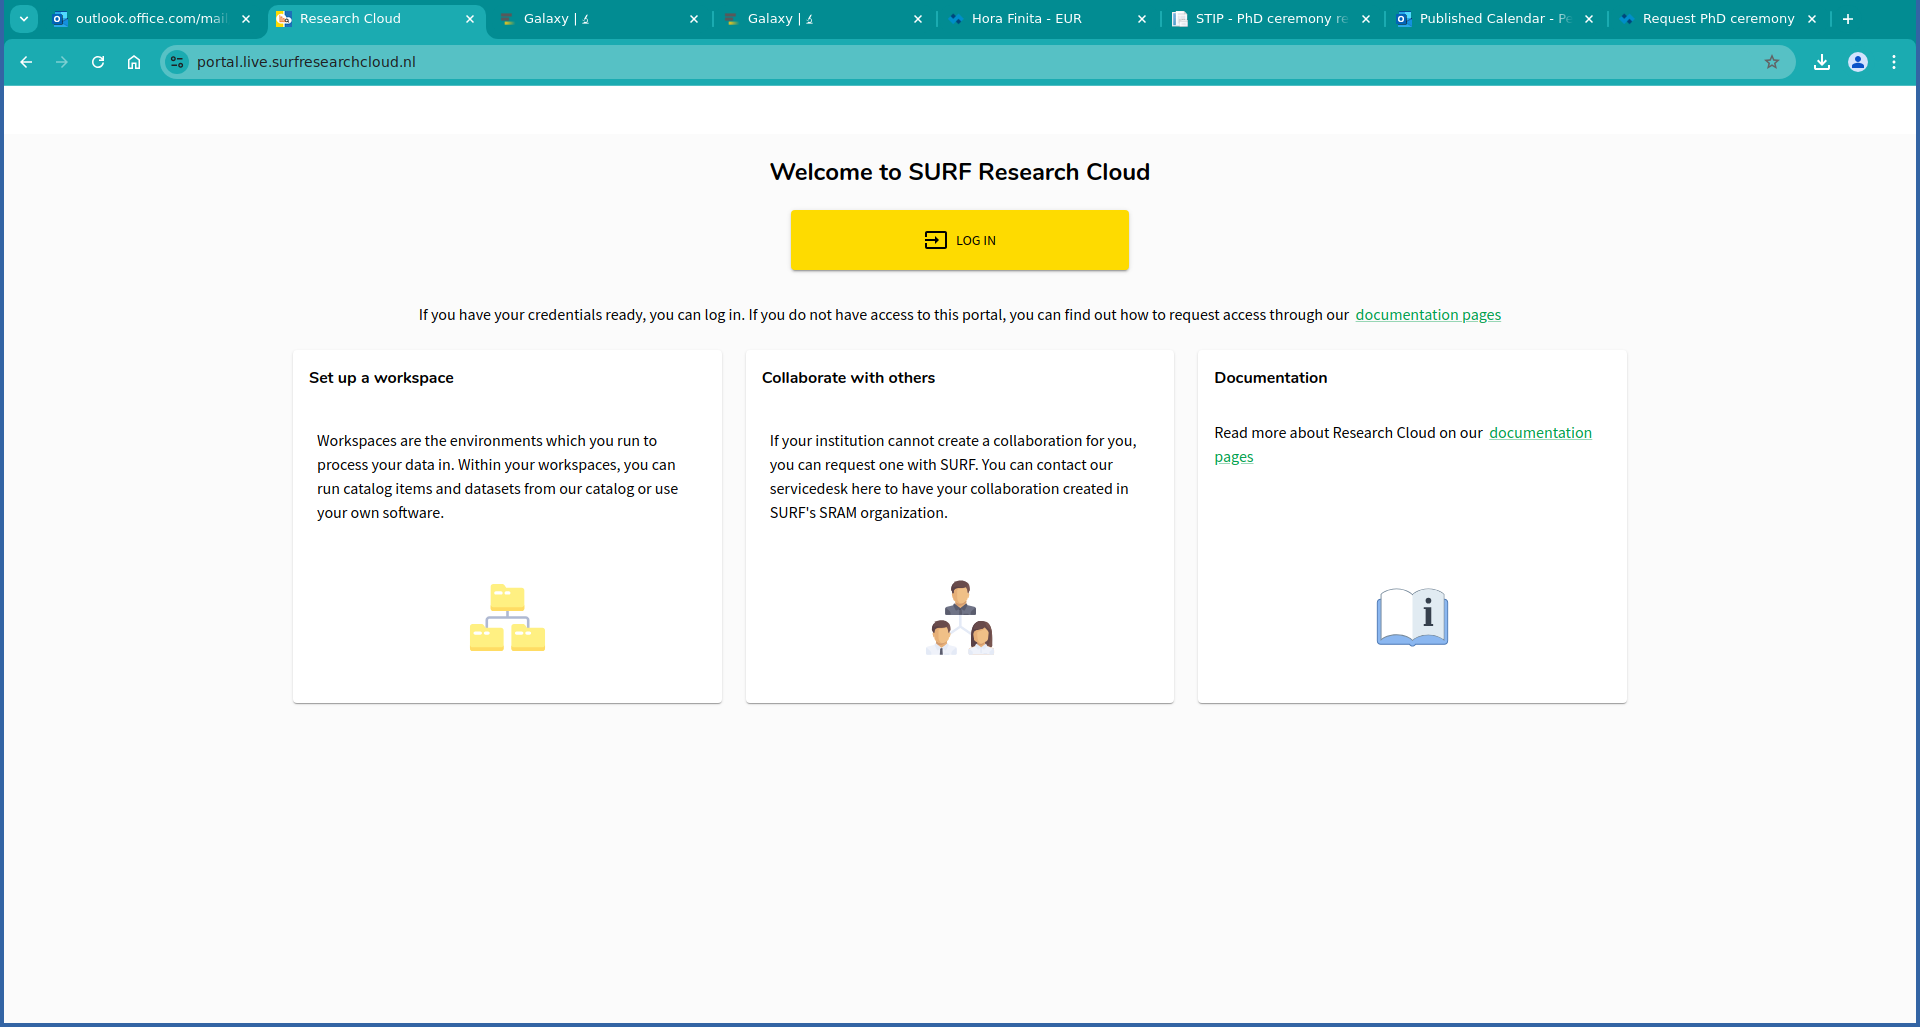 outlook.office.com/mail
Research Cloud
Galaxy |
Galaxy |
Hora Finita - EUR
STIP - PhD ceremony re
Published Calendar - Pe
Request PhD ceremony
portal.live.surfresearchcloud.nl
Welcome to SURF Research Cloud
LOG IN
If you have your credentials ready, you can log in. If you do not have access to this portal, you can find out how to request access through our documentation pages
Set up a workspace
Workspaces are the environments which you run to
process your data in. Within your workspaces, you can
run catalog items and datasets from our catalog or use
your own software.
Collaborate with others
If your institution cannot create a collaboration for you,
you can request one with SURF. You can contact our
servicedesk here to have your collaboration created in
SURF's SRAM organization.
Documentation
Read more about Research Cloud on our documentation
pages